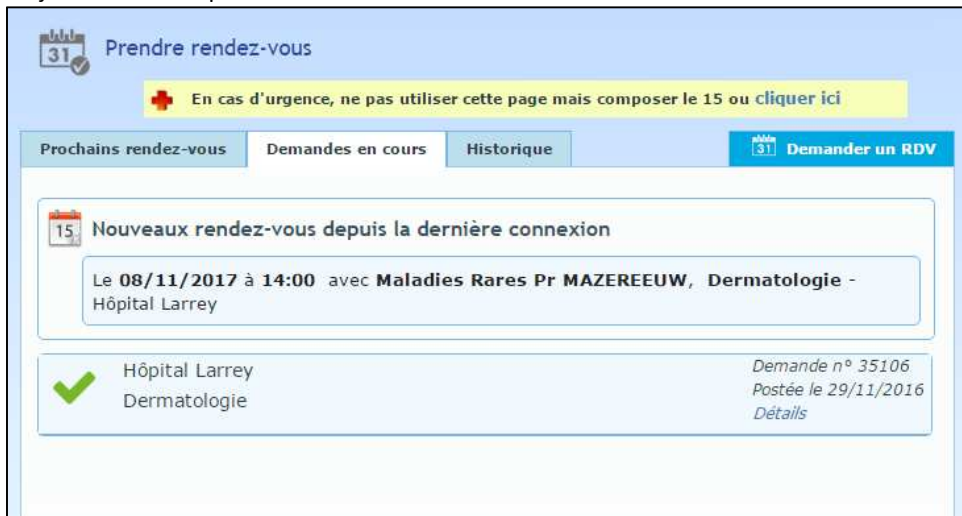 31
Prendre rendez-vous
En cas d'urgence, ne pas utiliser cette page mais composer le 15 ou cliquer ici
Prochains rendez-vous Demandes en cours Historique 31 Demander un RDV
15 Nouveaux rendez-vous depuis la dernière connexion
Le 08/11/2017 à 14:00 avec Maladies Rares Pr MAZEREEUW, Dermatologie -
Hôpital Larrey
Hôpital Larrey
Dermatologie
Demande n° 35106
Postée le 29/11/2016
Détails